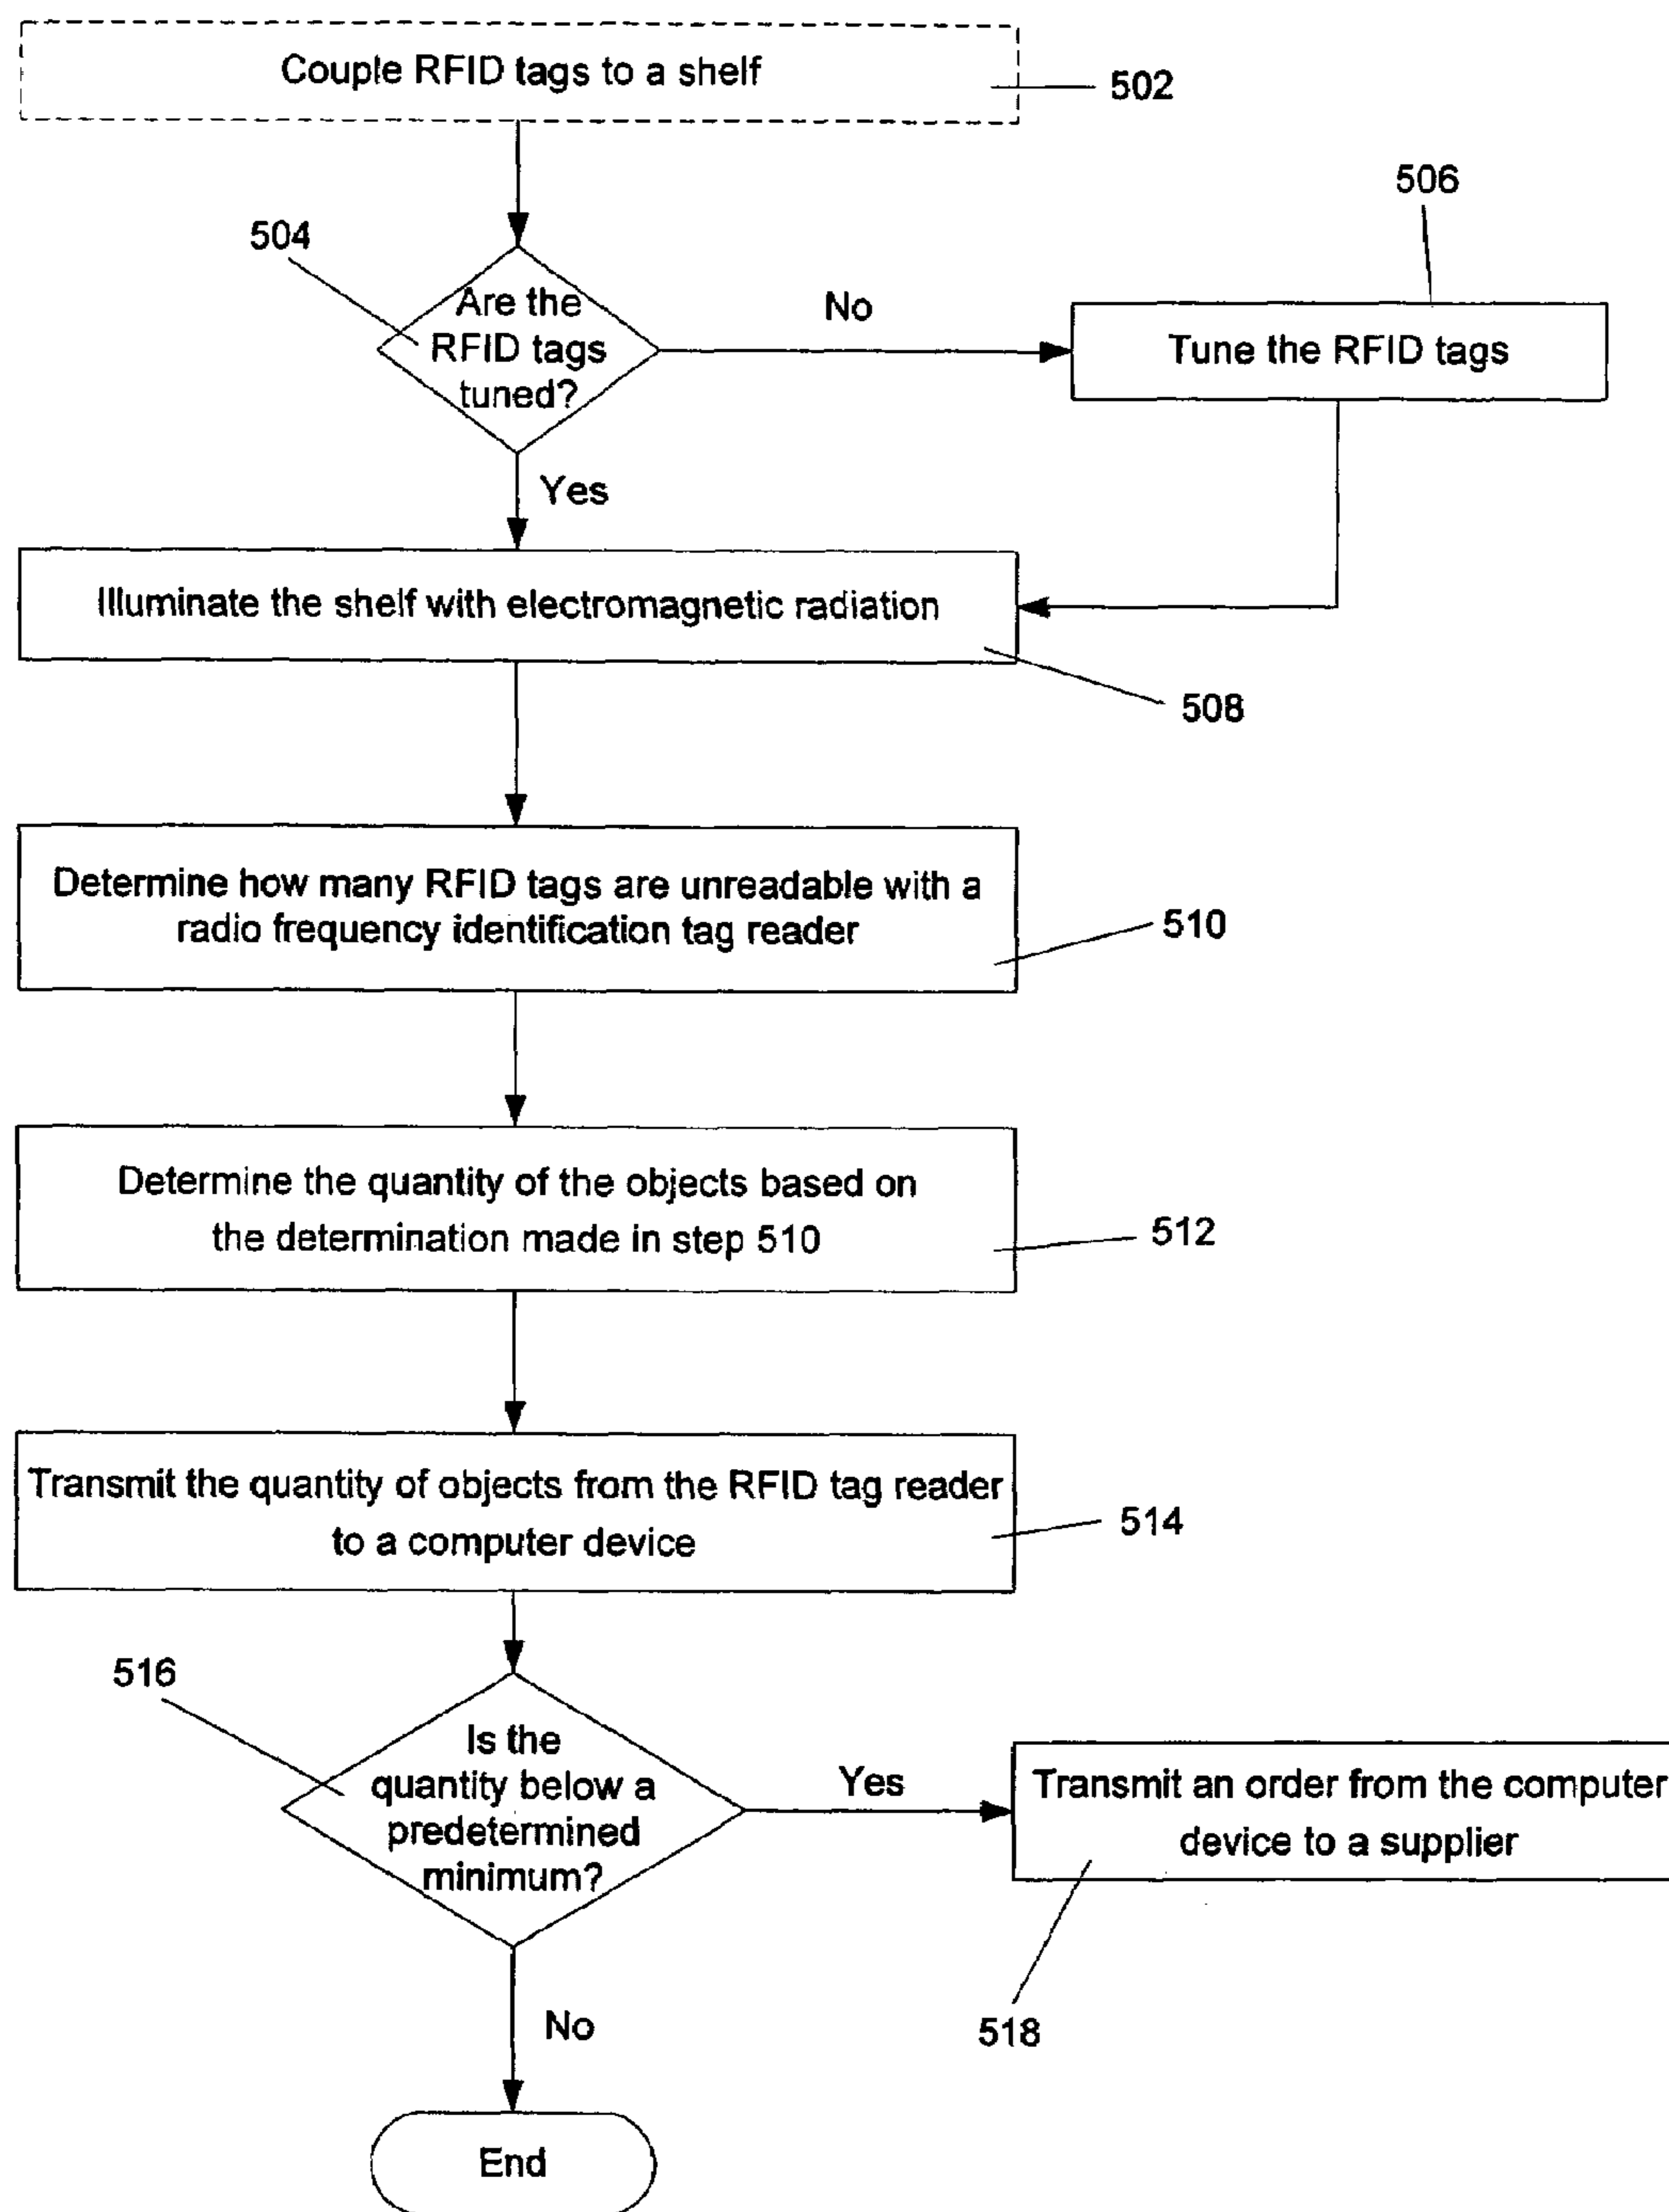 Couple RFID tags to a shelf
502
506
504
Are the
RFID tags
tuned?
No
Tune the RFID tags
Yes
Illuminate the shelf with electromagnetic radiation
508
Determine how many RFID tags are unreadable with a
radio frequency identification tag reader
510
Determine the quantity of the objects based on
the determination made in step 510
512
Transmit the quantity of objects from the RFID tag reader
to a computer device
514
516
Is the
quantity below a
predetermined
minimum?
Yes
Transmit an order from the computer
device to a supplier
518
No
End